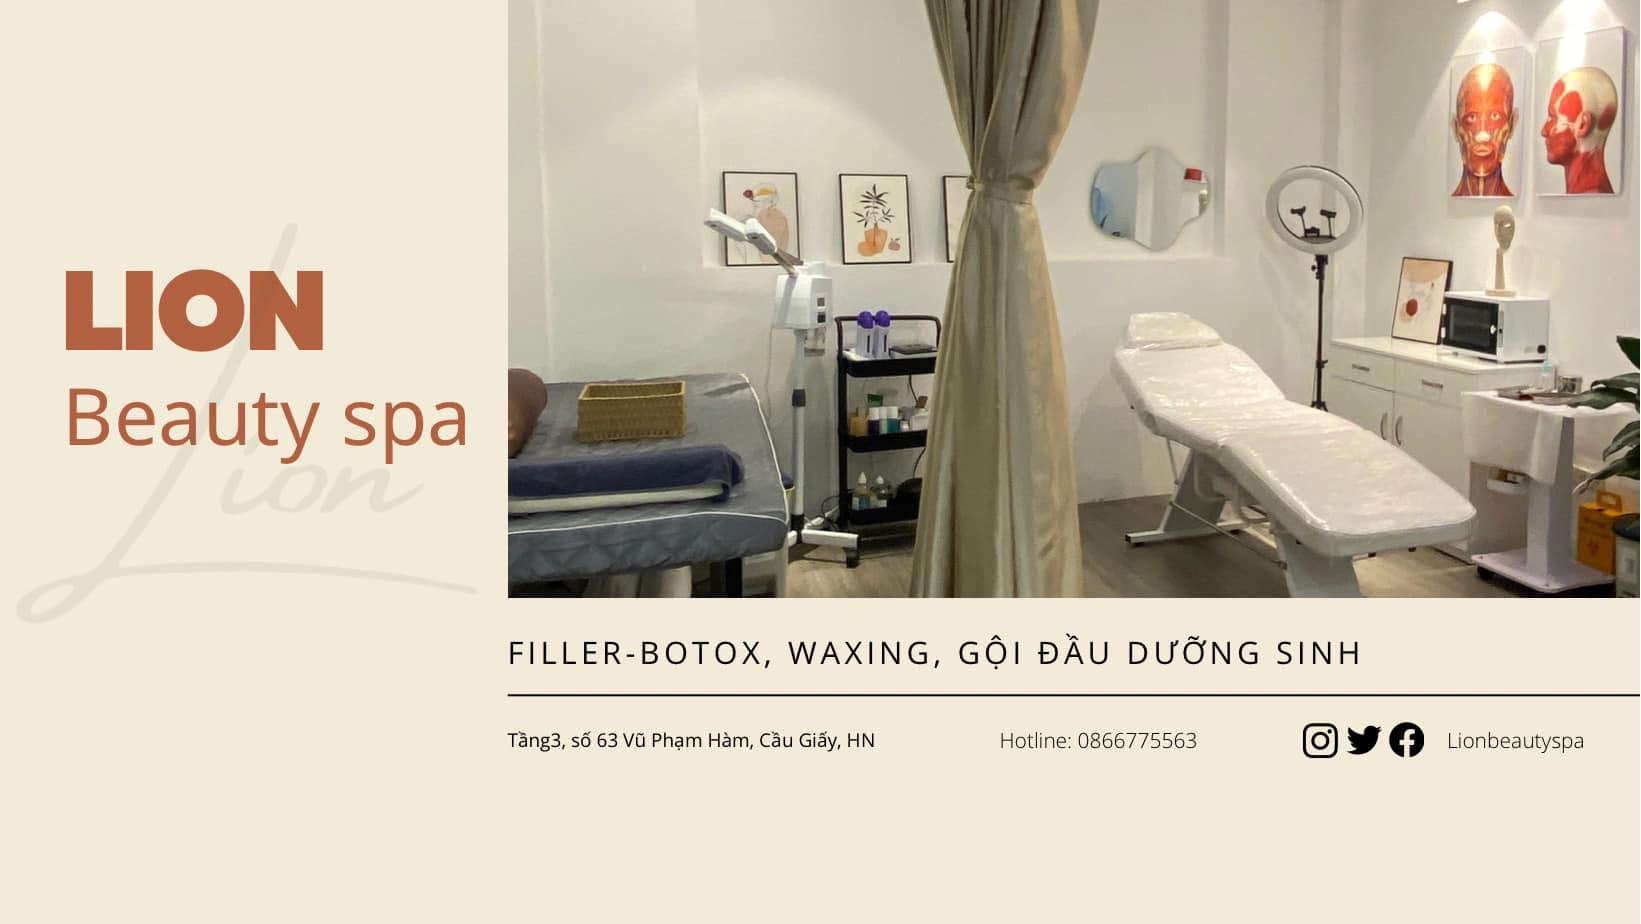 LION
Beauty spa
Lion
FILLER-BOTOX, WAXING, GỘI ĐẦU DƯỠNG SINH
Tầng3, số 63 Vũ Phạm Hàm, Cầu Giấy, HN
Hotline: 0866775563
Lionbeautyspa